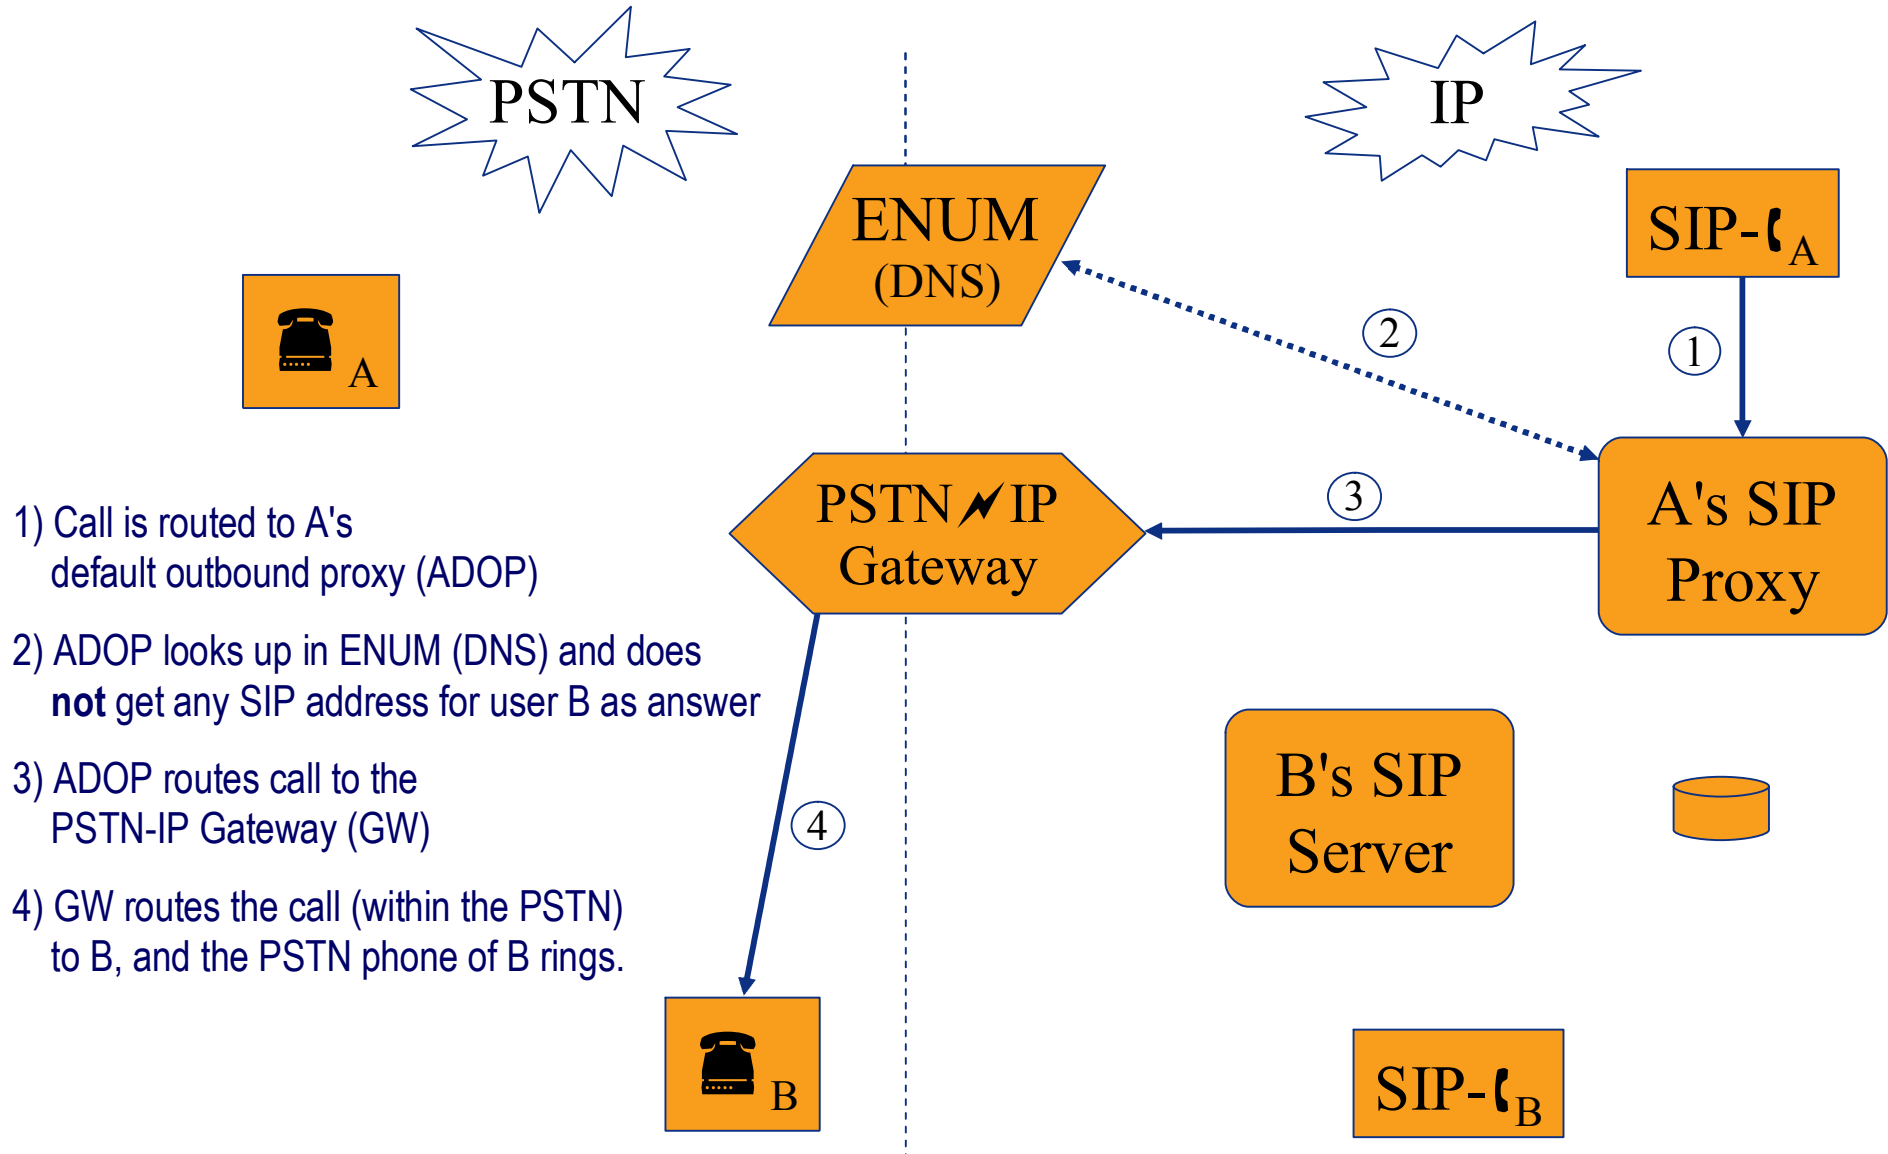 PSTN
IP
ENUM
(DNS)
SIP-
A
A
2
1
PSTN IP
Gateway
3
A's SIP
Proxy
1) Call is routed to A's
default outbound proxy (ADOP)
2) ADOP looks up in ENUM (DNS) and does
not get any SIP address for user B as answer
3) ADOP routes call to the
PSTN-IP Gateway (GW)
4) GW routes the call (within the PSTN)
to B, and the PSTN phone of B rings.
4
B's SIP
Server
B
SIP-
B